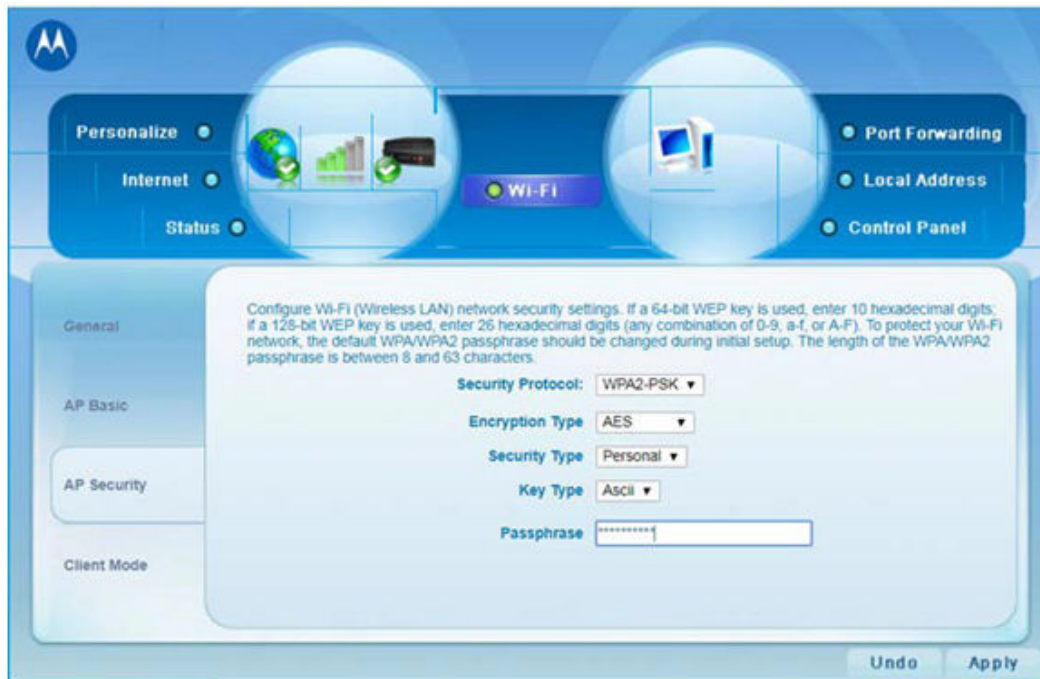 Personalize
Internet
Status
Wi-Fi
Port Forwarding
Local Address
Control Panel
General
AP Basic
AP Security
Client Mode
Configure Wi-Fi (Wireless LAN) network security settings. If a 64-bit WEP key is used, enter 10 hexadecimal digits;
if a 128-bit WEP key is used, enter 26 hexadecimal digits (any combination of 0-9, a-f, or A-F). To protect your Wi-Fi
network, the default WPA/WPA2 passphrase should be changed during initial setup. The length of the WPA/WPA2
passphrase is between 8 and 63 characters.
Security Protocol: WPA2-PSK
Encryption Type AES
Security Type Personal
Key Type Ascii
Passphrase **********
Undo Apply